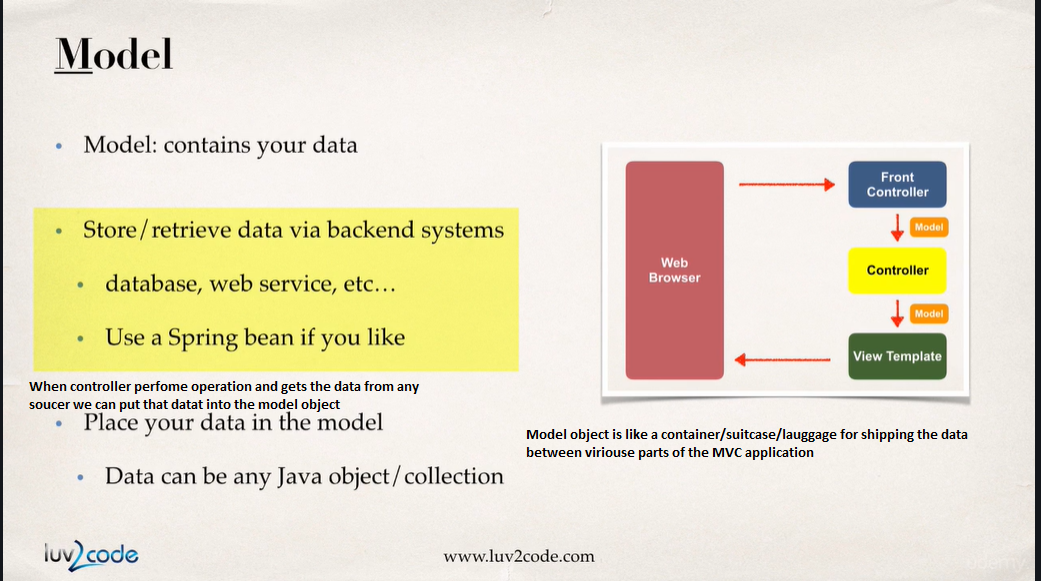 Model
• Model: contains your data
• Store/retrieve data via backend systems
• database, web service, etc…
• Use a Spring bean if you like
When controller perfome operation and gets the data from any
soucer we can put that datat into the model object
• Place your data in the model
• Data can be any Java object/collection
Web
Browser
Front
Controller
Model
Controller
Model
View Template
Model object is like a container/suitcase/lauggage for shipping the data
between viriouse parts of the MVC application
luv2code
www.luv2code.com
udemy